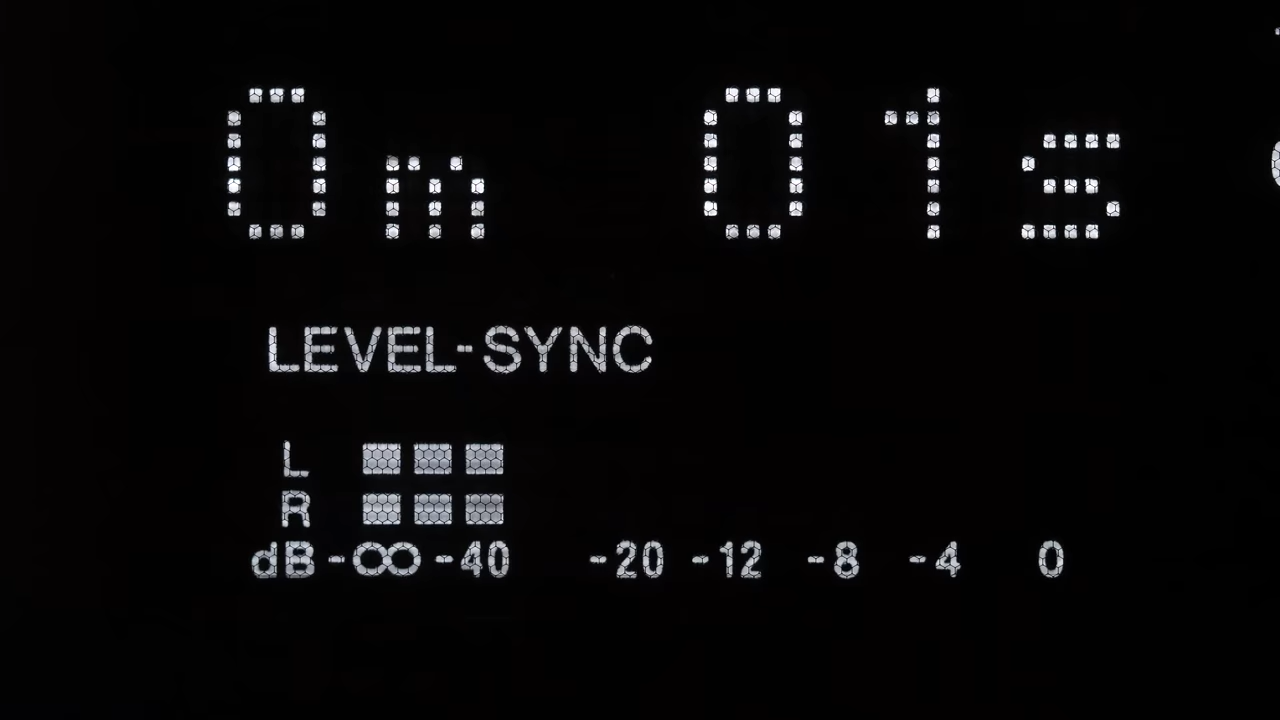 0m 01s
LEVEL-SYNC
L
R
dB -∞ -40 -20 -12 -8 -4 0